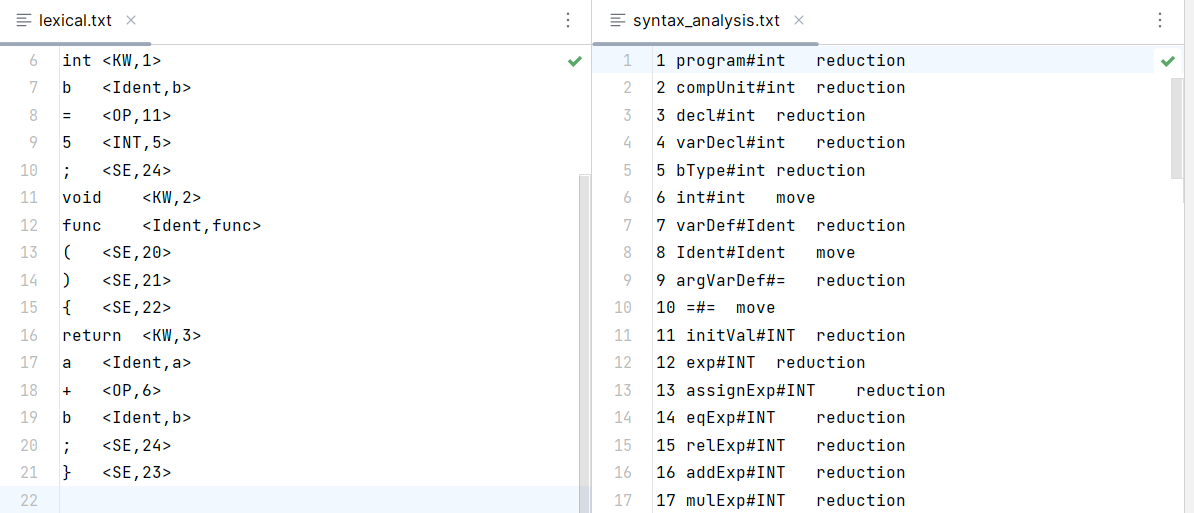 lexical.txt
6 int <KW,1>
7 b <Ident,b>
8 = <OP,11>
9 5 <INT,5>
10 ; <SE,24>
11 void <KW,2>
12 func <Ident,func>
13 ( <SE,20>
14 ) <SE,21>
15 { <SE,22>
16 return <KW,3>
17 a <Ident,a>
18 + <OP,6>
19 b <Ident,b>
20 ; <SE,24>
21 } <SE,23>
22
syntax_analysis.txt
1 1 program#int reduction
2 2 compUnit#int reduction
3 3 decl#int reduction
4 4 varDecl#int reduction
5 5 bType#int reduction
6 6 int#int move
7 7 varDef#Ident reduction
8 8 Ident#Ident move
9 9 argVarDef#= reduction
10 10 =#= move
11 11 initVal#INT reduction
12 12 exp#INT reduction
13 13 assignExp#INT reduction
14 14 eqExp#INT reduction
15 15 relExp#INT reduction
16 16 addExp#INT reduction
17 17 mulExp#INT reduction